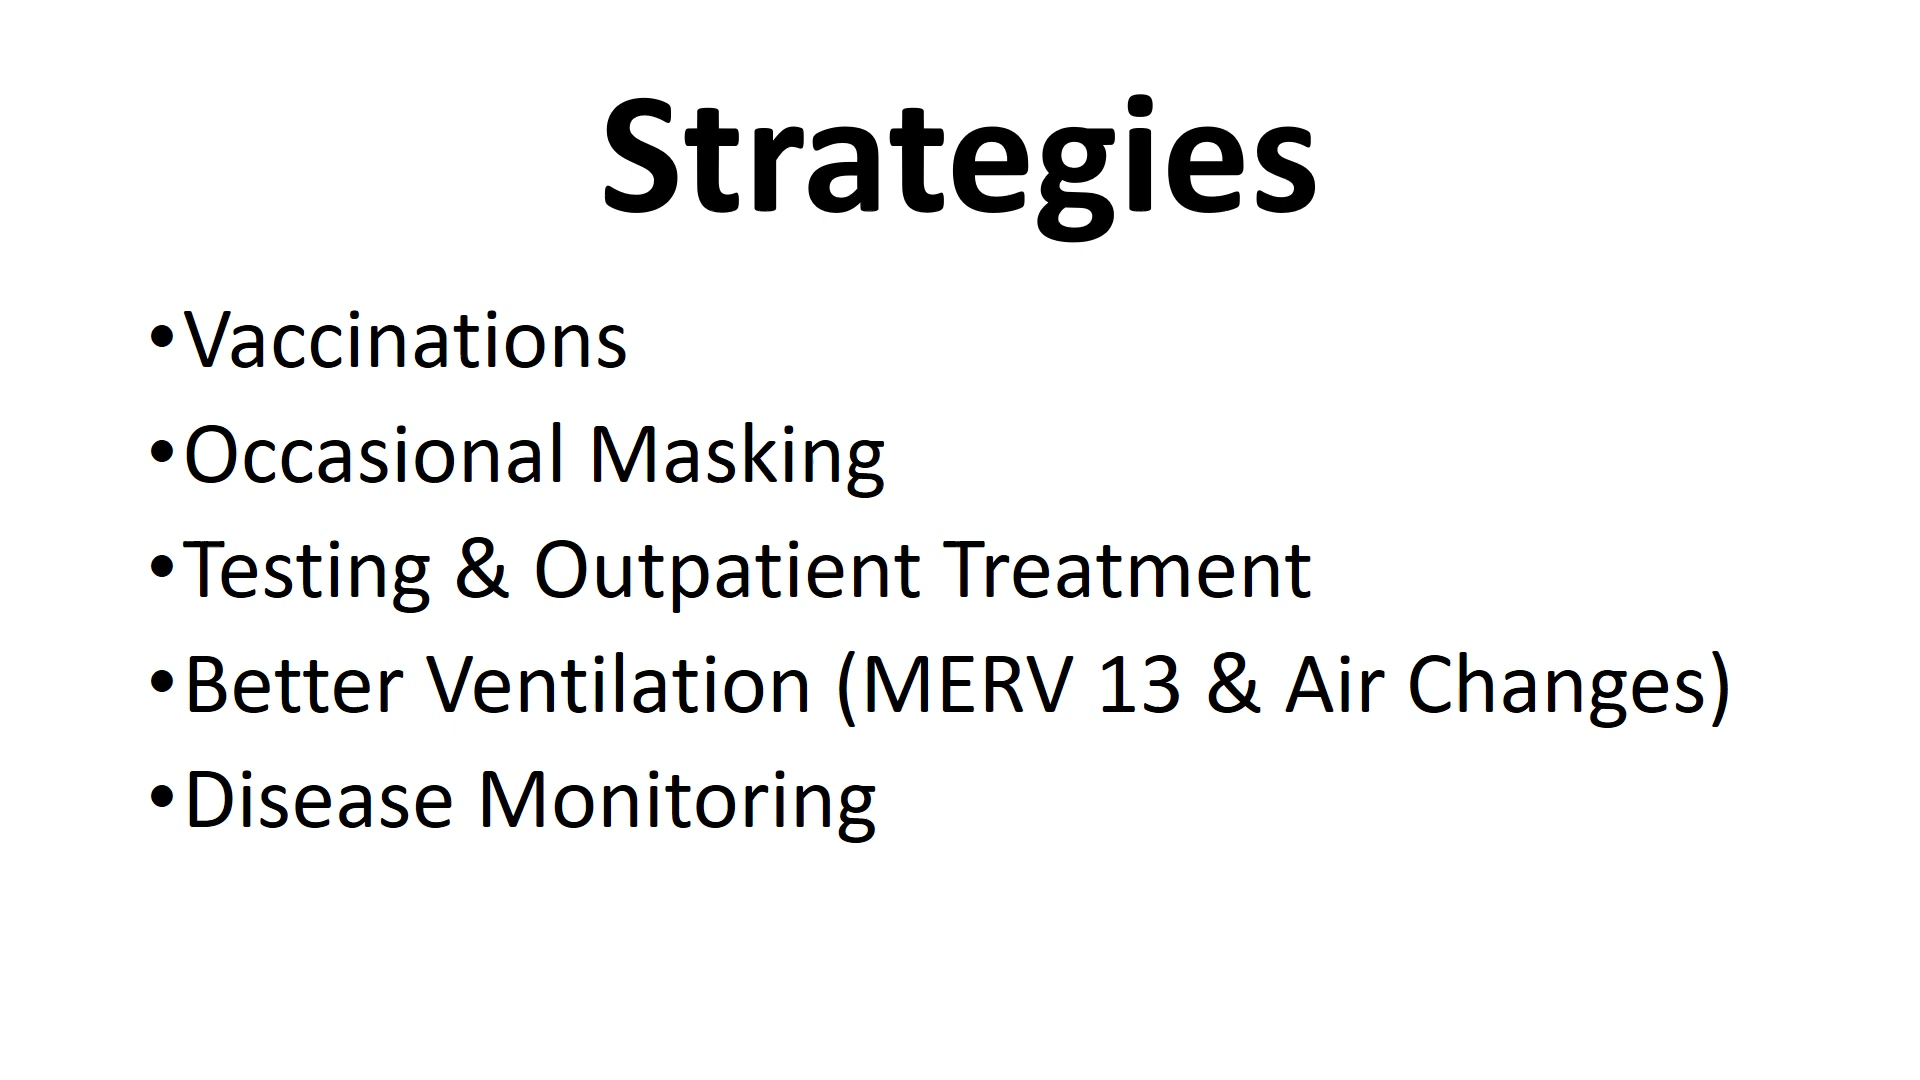 Strategies
•Vaccinations
•Occasional Masking
•Testing & Outpatient Treatment
•Better Ventilation (MERV 13 & Air Changes)
•Disease Monitoring